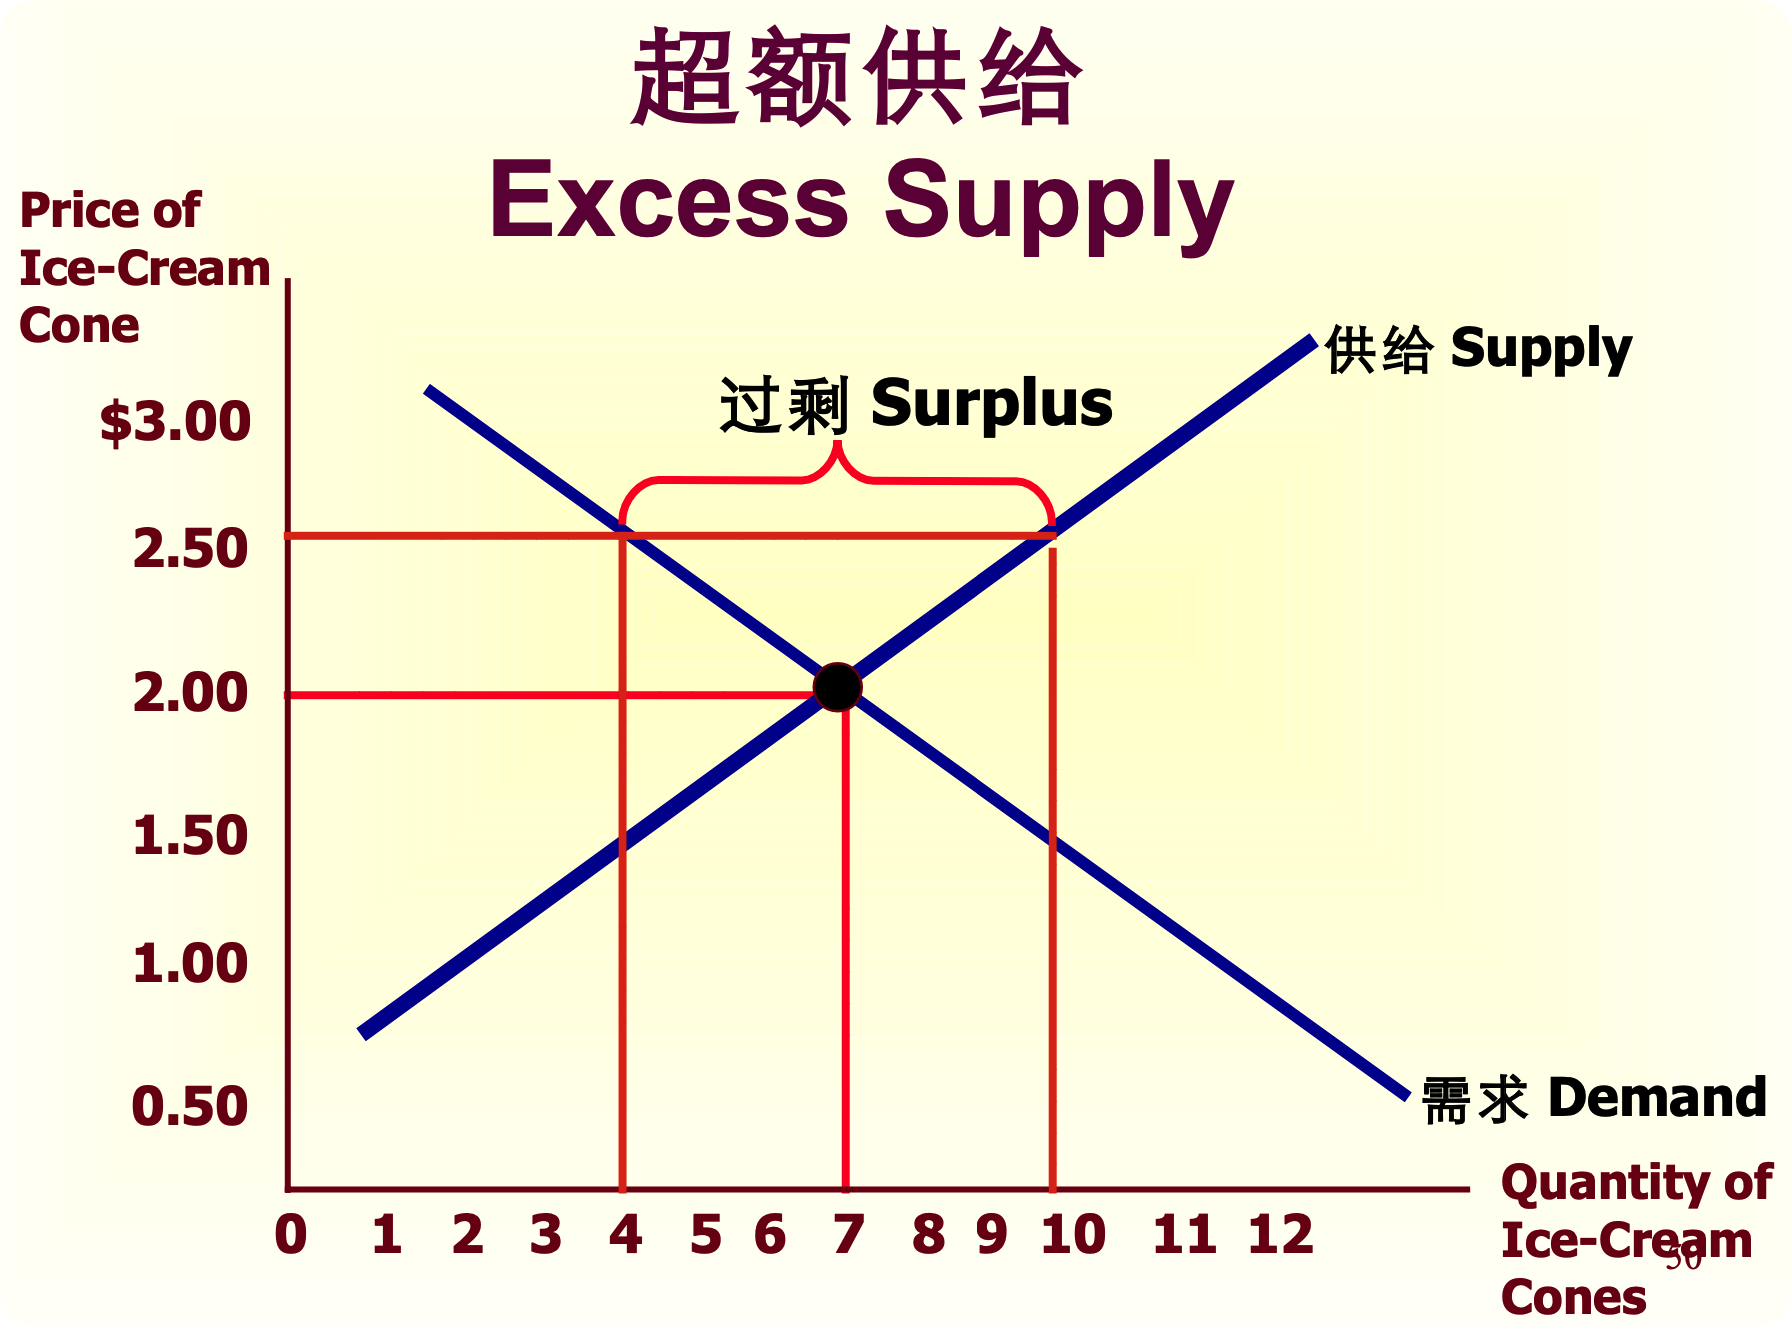 超额供给
Excess Supply
Price of
Ice-Cream
Cone
供给 Supply
过剩 Surplus
$3.00
2.50
2.00
1.50
1.00
0.50
需求 Demand
0 1 2 3 4 5 6 7 8 9 10 11 12
Quantity of
Ice-Cream
Cones
50